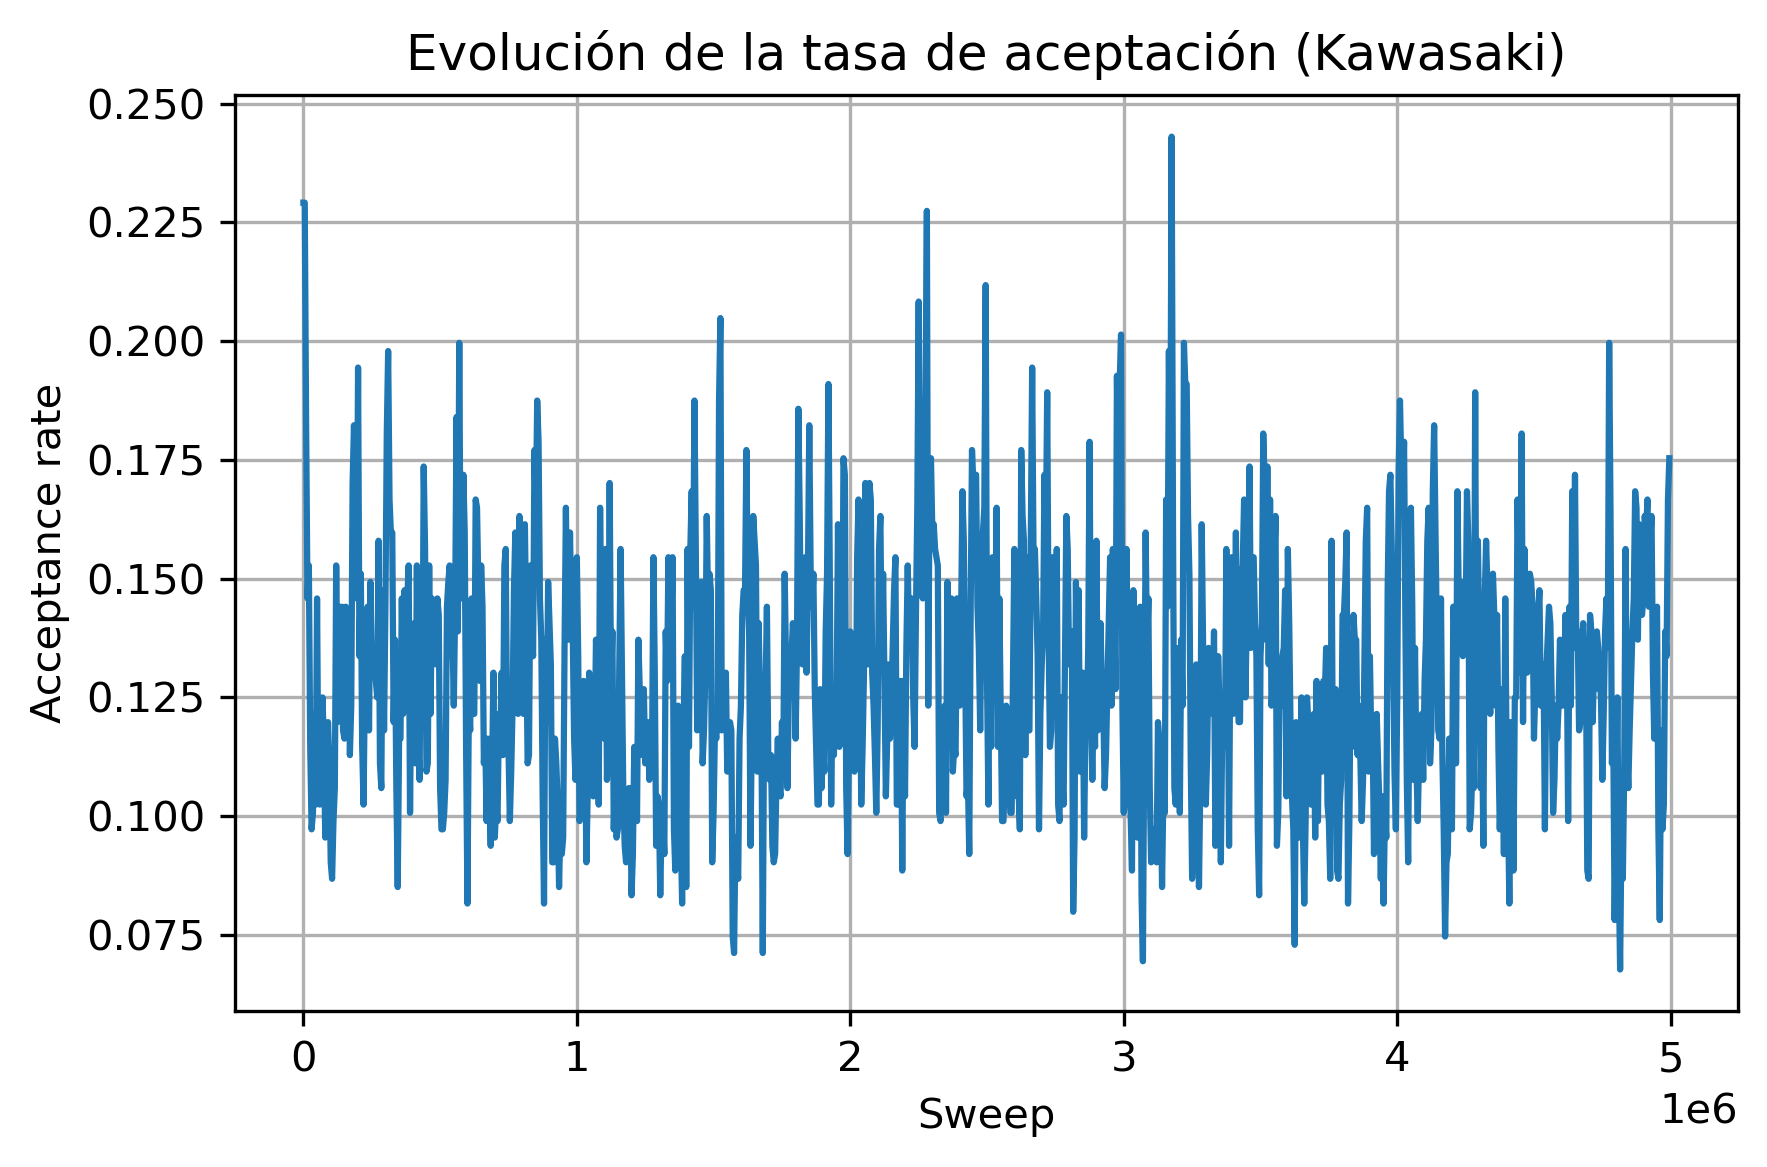 Evolución de la tasa de aceptación (Kawasaki)
0.250
0.225
0.200
0.175
0.150
0.125
0.100
0.075
Acceptance rate
0 1 2 3 4 5
1e6
Sweep